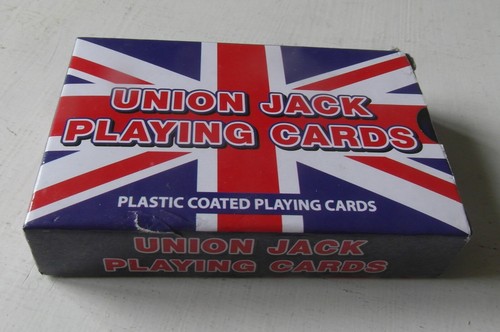 UNION JACK
PLAYING CARDS
PLASTIC COATED PLAYING CARDS
UNION JACK
PLAYING CARDS